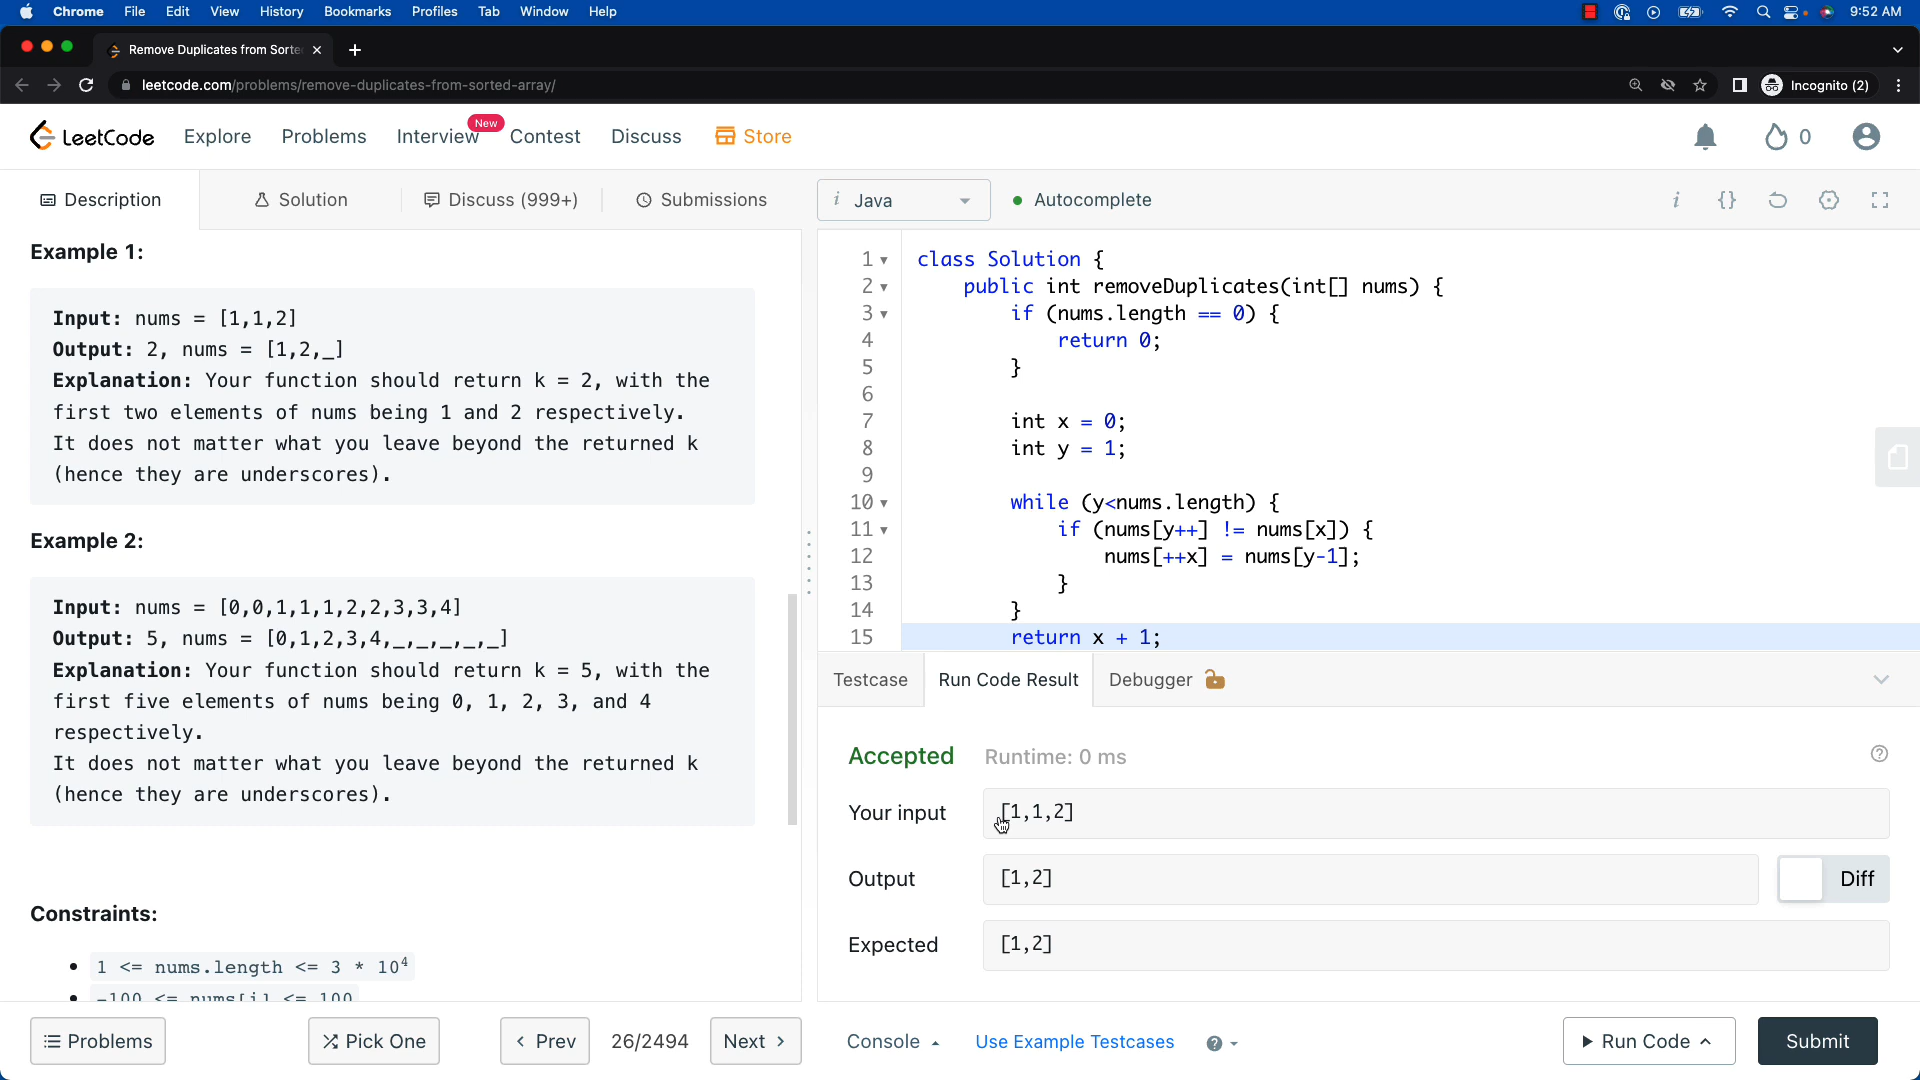 Chrome File Edit View History Bookmarks Profiles Tab Window Help 9:52 AM
Remove Duplicates from Sorte
leetcode.com/problems/remove-duplicates-from-sorted-array/ Incognito (2)
LeetCode Explore Problems Interview New Contest Discuss Store 0
Description Solution Discuss (999+) Submissions
Example 1:
Input: nums = [1,1,2]
Output: 2, nums = [1,2,_]
Explanation: Your function should return k = 2, with the
first two elements of nums being 1 and 2 respectively.
It does not matter what you leave beyond the returned k
(hence they are underscores).
Example 2:
Input: nums = [0,0,1,1,1,2,2,3,3,4]
Output: 5, nums = [0,1,2,3,4,_,_,_,_,_]
Explanation: Your function should return k = 5, with the
first five elements of nums being 0, 1, 2, 3, and 4
respectively.
It does not matter what you leave beyond the returned k
(hence they are underscores).
Constraints:
1 <= nums.length <= 3 * 10⁴
-100 <= nums[i] <= 100
Problems Pick One Prev 26/2494 Next
i Java Autocomplete i {}
1 class Solution {
2 public int removeDuplicates(int[] nums) {
3 if (nums.length == 0) {
4 return 0;
5 }
6
7 int x = 0;
8 int y = 1;
9
10 while (y<nums.length) {
11 if (nums[y++] != nums[x]) {
12 nums[++x] = nums[y-1];
13 }
14 }
15 return x + 1;
Testcase Run Code Result Debugger
Accepted Runtime: 0 ms
Your input [1,1,2]
Output [1,2] Diff
Expected [1,2]
Console Use Example Testcases Run Code Submit